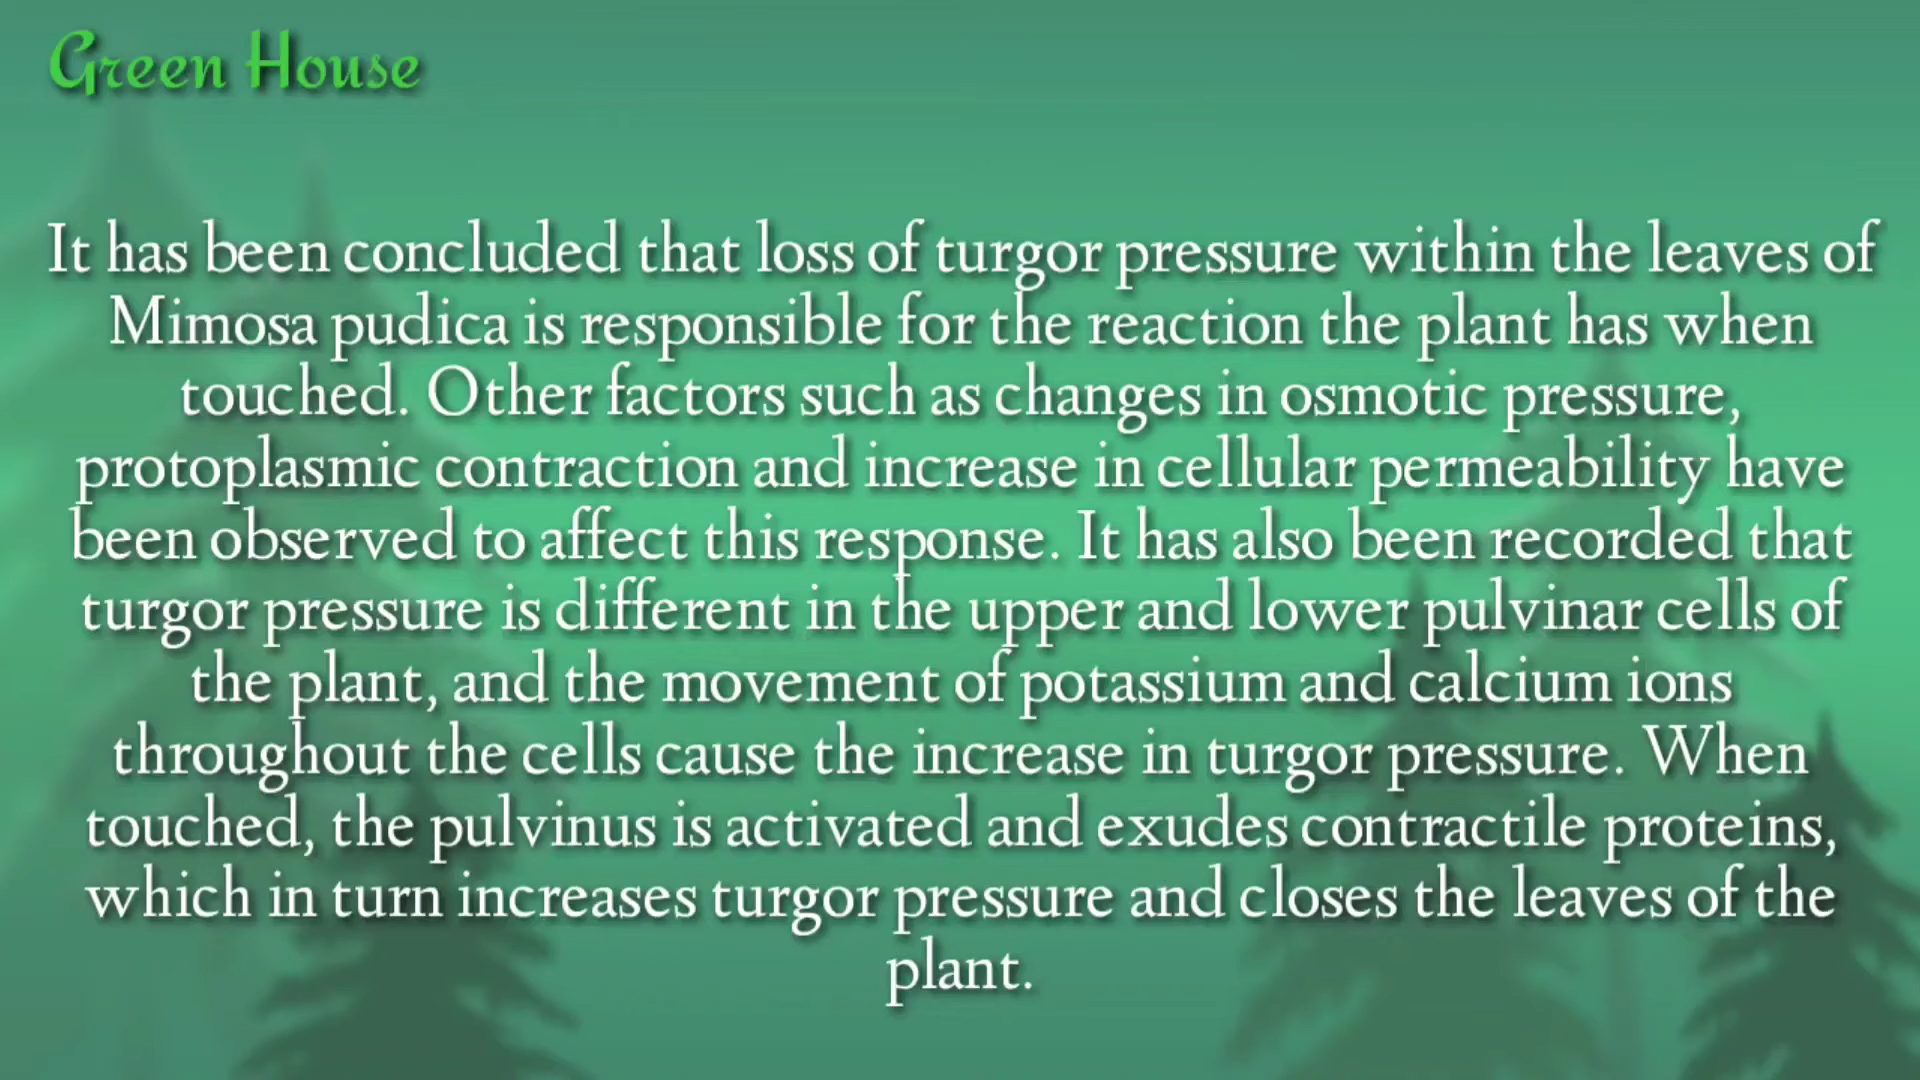 Green House
It has been concluded that loss of turgor pressure within the leaves of
Mimosa pudica is responsible for the reaction the plant has when
touched. Other factors such as changes in osmotic pressure,
protoplasmic contraction and increase in cellular permeability have
been observed to affect this response. It has also been recorded that
turgor pressure is different in the upper and lower pulvinar cells of
the plant, and the movement of potassium and calcium ions
throughout the cells cause the increase in turgor pressure. When
touched, the pulvinus is activated and exudes contractile proteins,
which in turn increases turgor pressure and closes the leaves of the
plant.